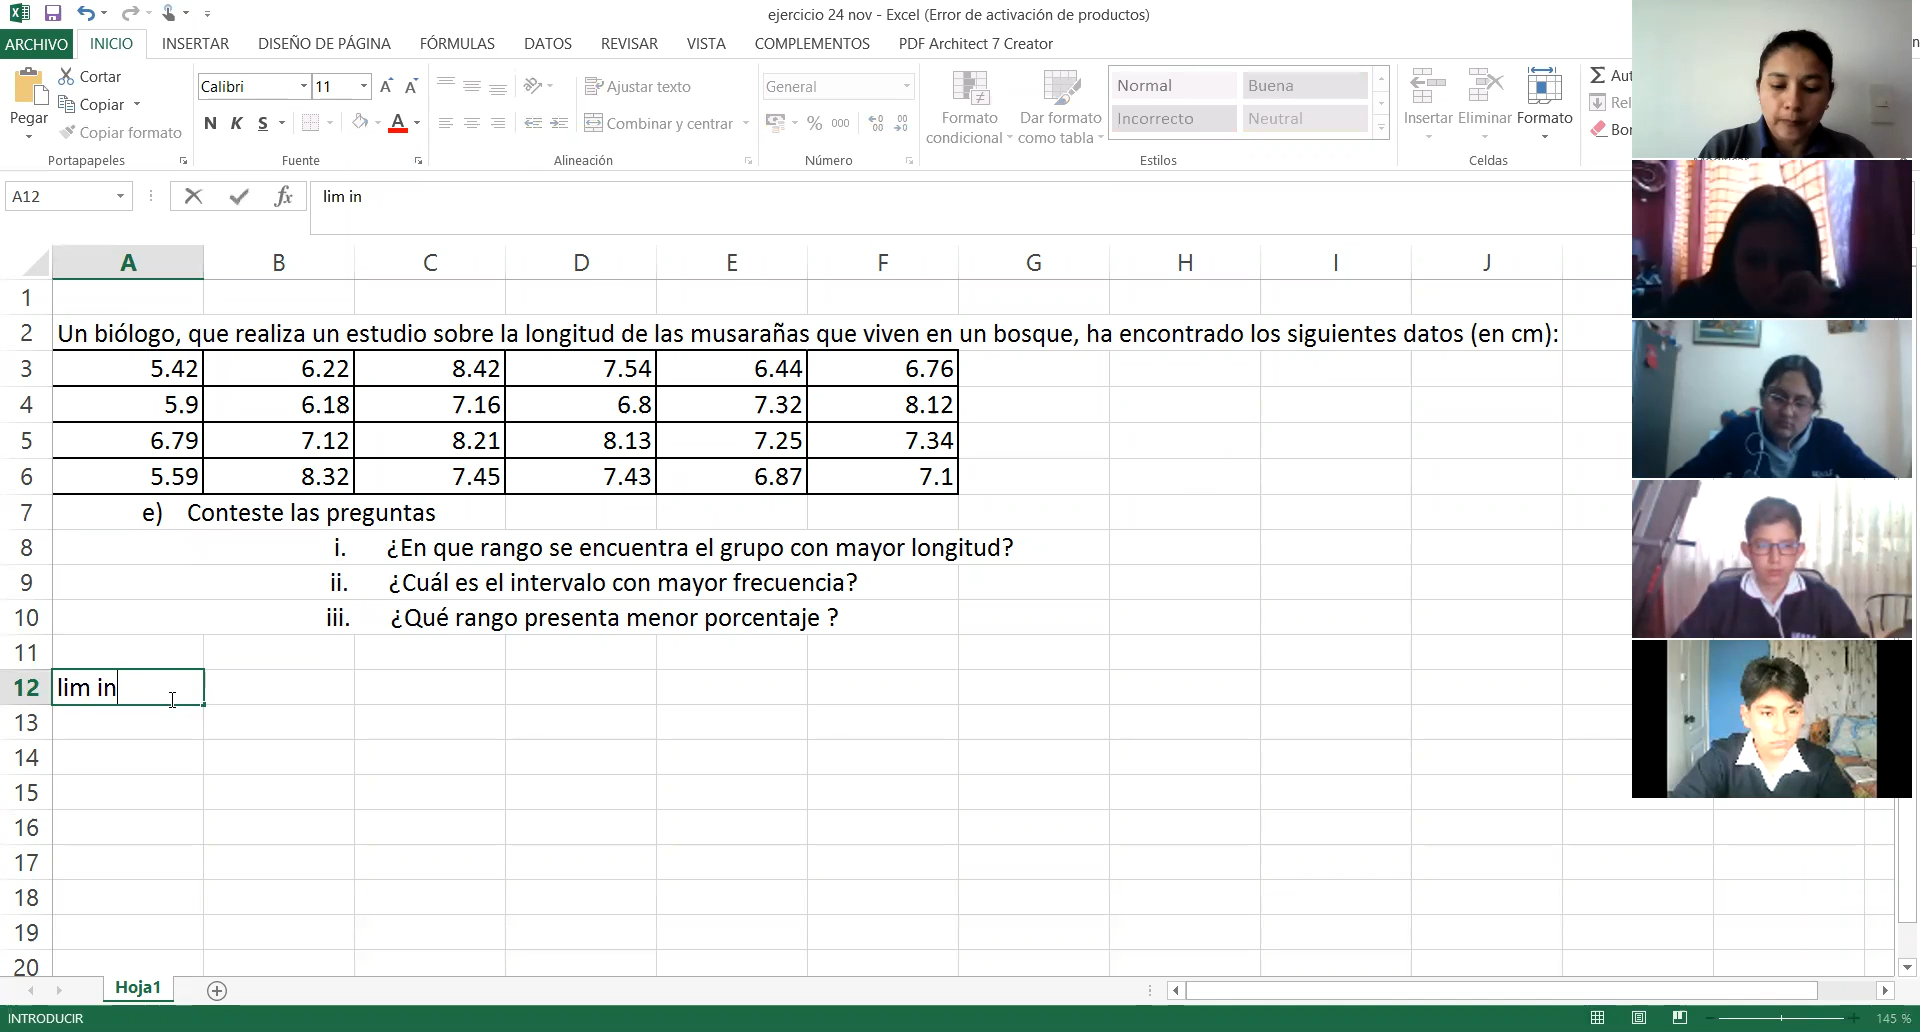 ejercicio 24 nov - Excel (Error de activación de productos)
ARCHIVO INICIO INSERTAR DISEÑO DE PÁGINA FÓRMULAS DATOS REVISAR VISTA COMPLEMENTOS PDF Architect 7 Creator
Pegar Cortar Copiar Copiar formato
Portapapeles
Calibri 11
N K S A A A
Fuente
Ajustar texto
Combinar y centrar
Alineación
General
% 000
Número
Formato condicional
Dar formato como tabla
Normal Buena
Incorrecto Neutral
Estilos
Insertar Eliminar Formato
Celdas
Σ Aut
Rel
Bor
A12 fx lim in
A B C D E F G H I J
1
2 Un biólogo, que realiza un estudio sobre la longitud de las musarañas que viven en un bosque, ha encontrado los siguientes datos (en cm):
3 5.42 6.22 8.42 7.54 6.44 6.76
4 5.9 6.18 7.16 6.8 7.32 8.12
5 6.79 7.12 8.21 8.13 7.25 7.34
6 5.59 8.32 7.45 7.43 6.87 7.1
7 e) Conteste las preguntas
8 i. ¿En que rango se encuentra el grupo con mayor longitud?
9 ii. ¿Cuál es el intervalo con mayor frecuencia?
10 iii. ¿Qué rango presenta menor porcentaje ?
11
12 lim in
13
14
15
16
17
18
19
20
Hoja1
INTRODUCIR 145 %